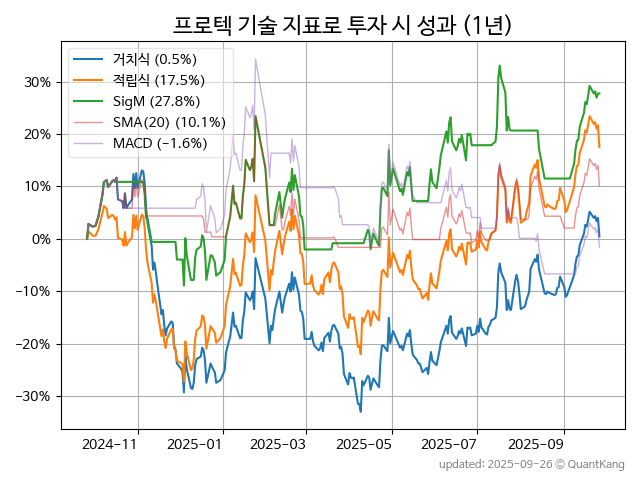 프로텍 기술 지표로 투자 시 성과 (1년)
거치식 (0.5%)
적립식 (17.5%)
SigM (27.8%)
SMA(20) (10.1%)
MACD (−1.6%)
30%
20%
10%
0%
−10%
−20%
−30%
2024-11 2025-01 2025-03 2025-05 2025-07 2025-09
updated: 2025-09-26 © QuantKang